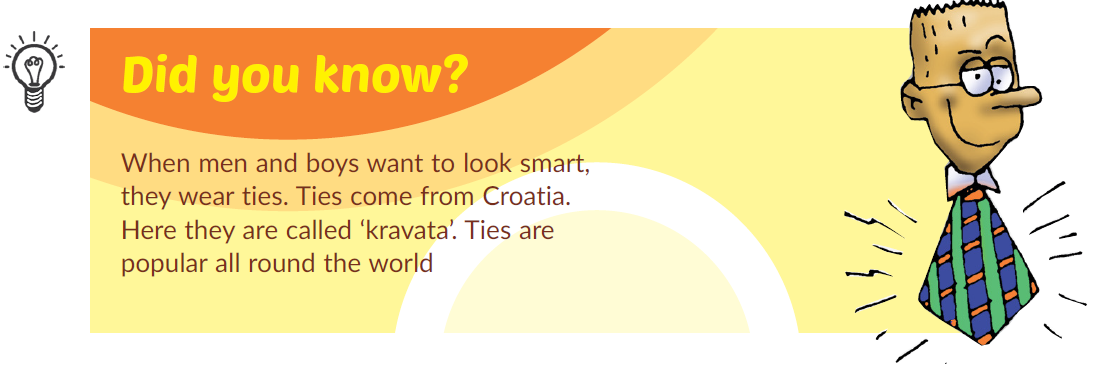 Did you know?
When men and boys want to look smart,
they wear ties. Ties come from Croatia.
Here they are called ‘kravata’. Ties are
popular all round the world